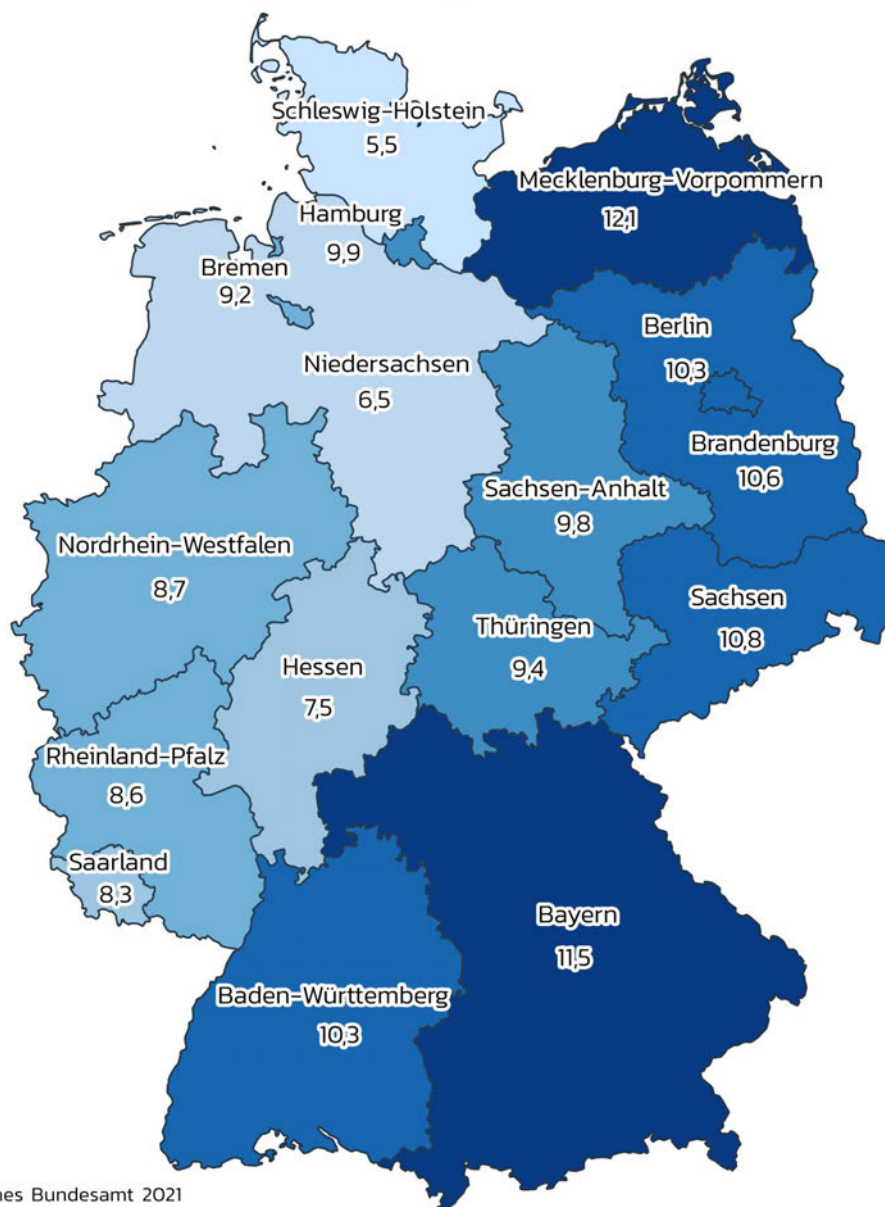 Schleswig-Holstein
5,5
Mecklenburg-Vorpommern
12,1
Hamburg
9,9
Bremen
9,2
Berlin
10,3
Niedersachsen
6,5
Brandenburg
10,6
Sachsen-Anhalt
9,8
Nordrhein-Westfalen
8,7
Sachsen
10,8
Thüringen
9,4
Hessen
7,5
Rheinland-Pfalz
8,6
Saarland
8,3
Bayern
11,5
Baden-Württemberg
10,3
Bundesamt 2021